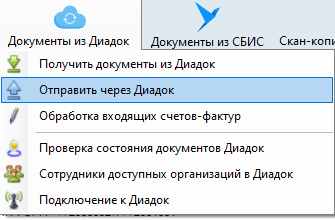 Документы из Диадок
Документы из СБИС
Скан-копи
Получить документы из Диадок
Отправить через Диадок
Обработка входящих счетов-фактур
Проверка состояния документов Диадок
Сотрудники доступных организаций в Диадок
Подключение к Диадок